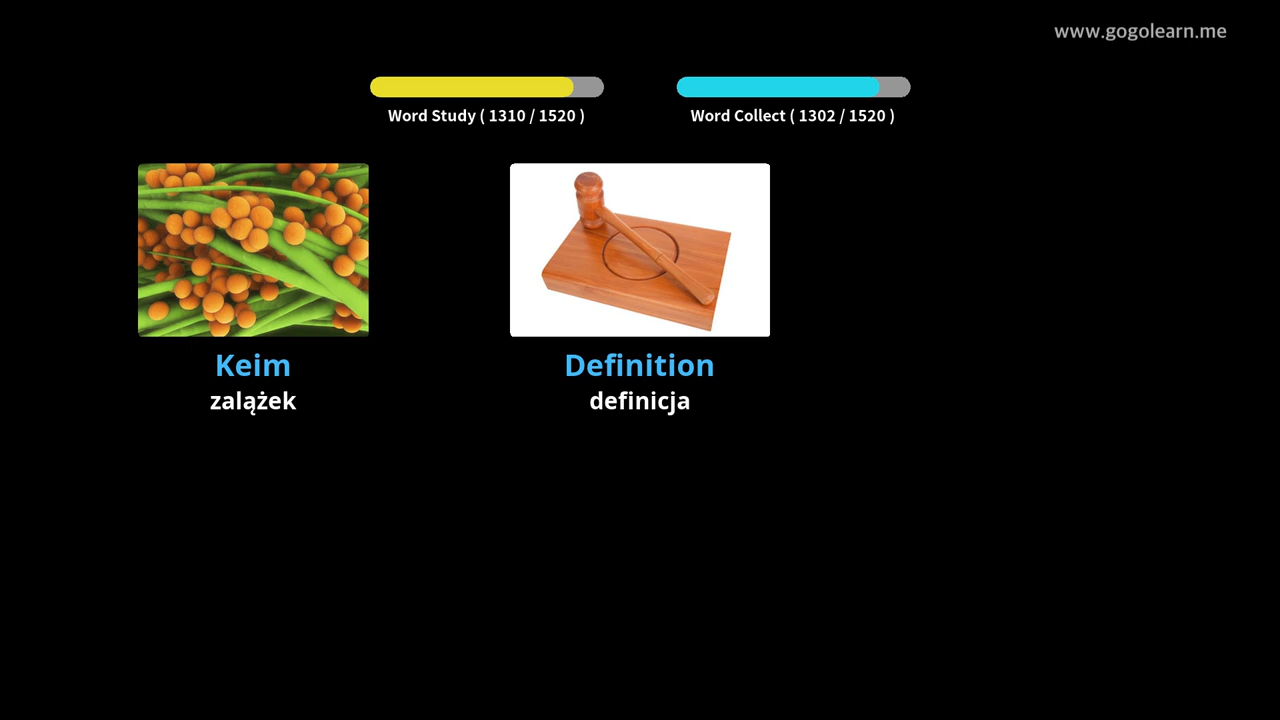 www.gogolearn.me
Word Study ( 1310 / 1520 )
Word Collect ( 1302 / 1520 )
Keim
zalążek
Definition
definicja